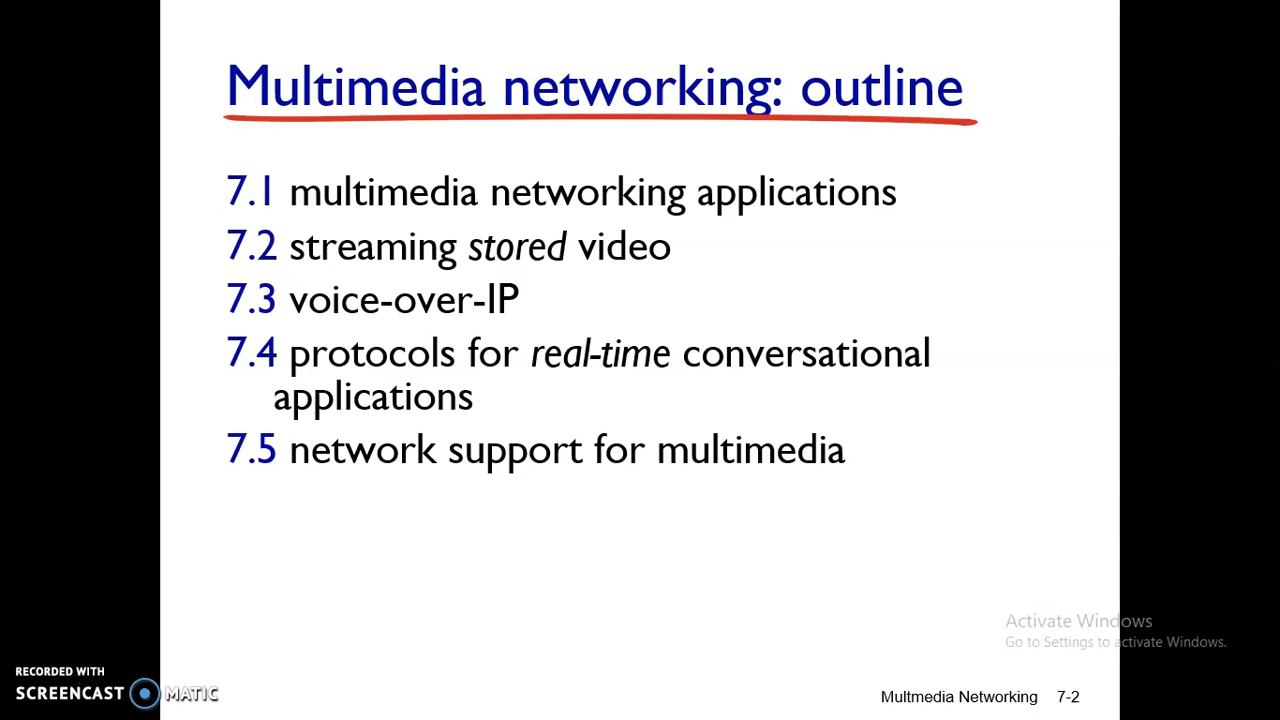 Multimedia networking: outline
7.1 multimedia networking applications
7.2 streaming stored video
7.3 voice-over-IP
7.4 protocols for real-time conversational
applications
7.5 network support for multimedia
Activate Windows
Go to Settings to activate Windows.
RECORDED WITH
SCREENCAST MATIC
Multmedia Networking 7-2